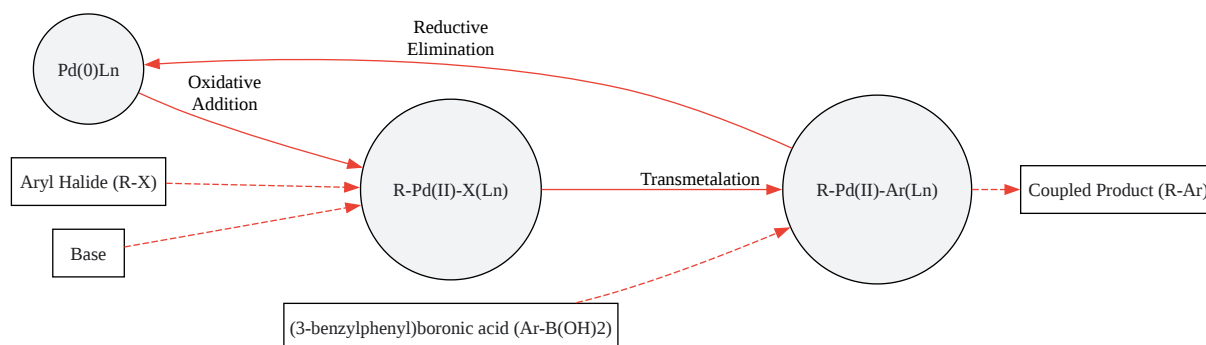 Reductive
Elimination
Pd(0)Ln
Oxidative
Addition
Aryl Halide (R-X)
R-Pd(II)-X(Ln)
Transmetalation
R-Pd(II)-Ar(Ln)
Coupled Product (R-Ar)
Base
(3-benzylphenyl)boronic acid (Ar-B(OH)2)